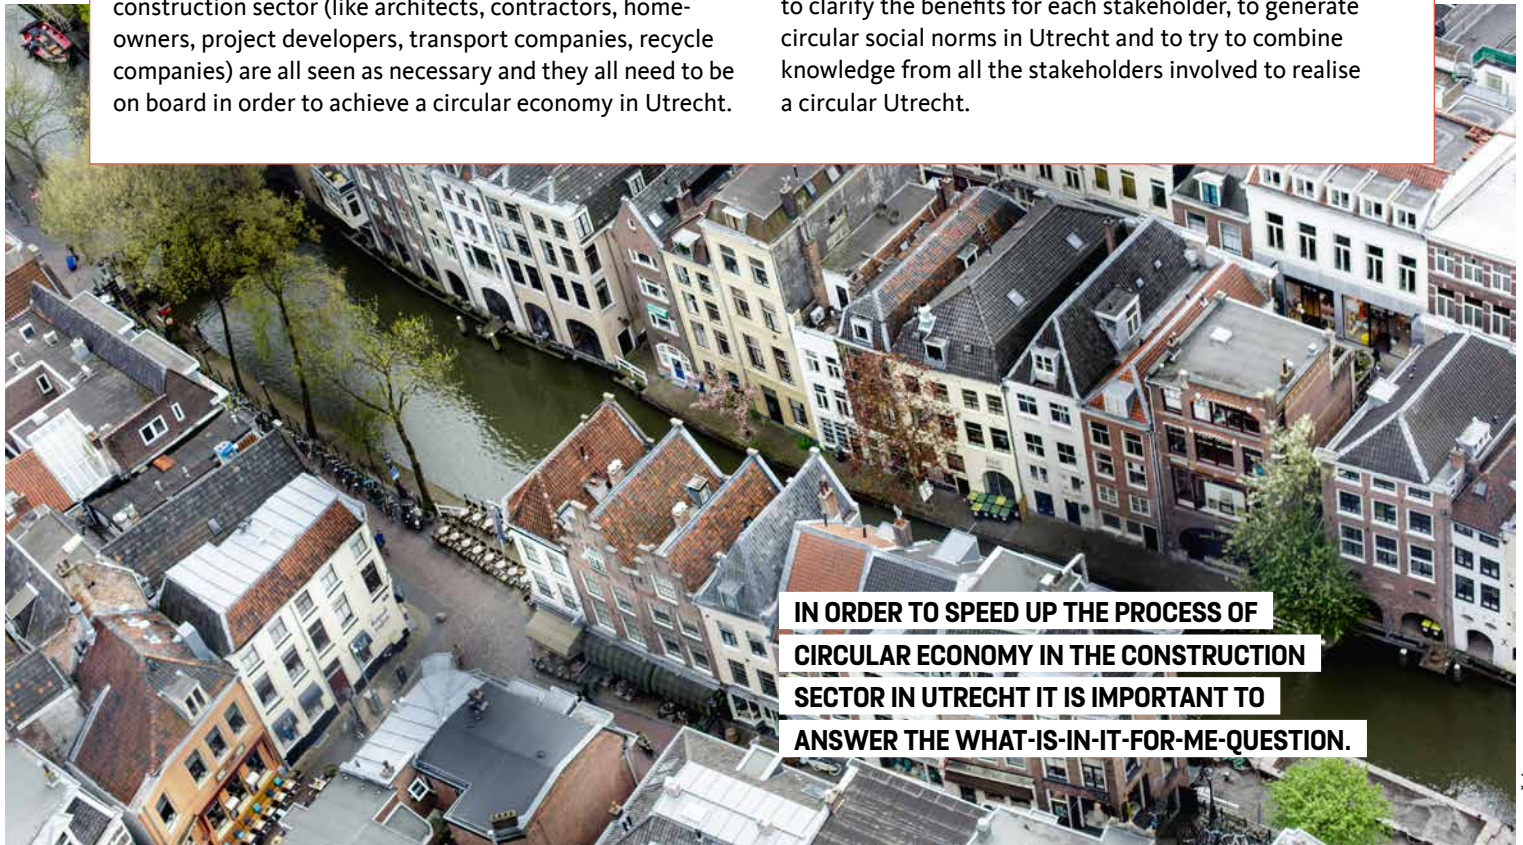 construction sector (like architects, contractors, home-
owners, project developers, transport companies, recycle
companies) are all seen as necessary and they all need to be
on board in order to achieve a circular economy in Utrecht.
to clarify the benefits for each stakeholder, to generate
circular social norms in Utrecht and to try to combine
knowledge from all the stakeholders involved to realise
a circular Utrecht.
IN ORDER TO SPEED UP THE PROCESS OF
CIRCULAR ECONOMY IN THE CONSTRUCTION
SECTOR IN UTRECHT IT IS IMPORTANT TO
ANSWER THE WHAT-IS-IN-IT-FOR-ME-QUESTION.